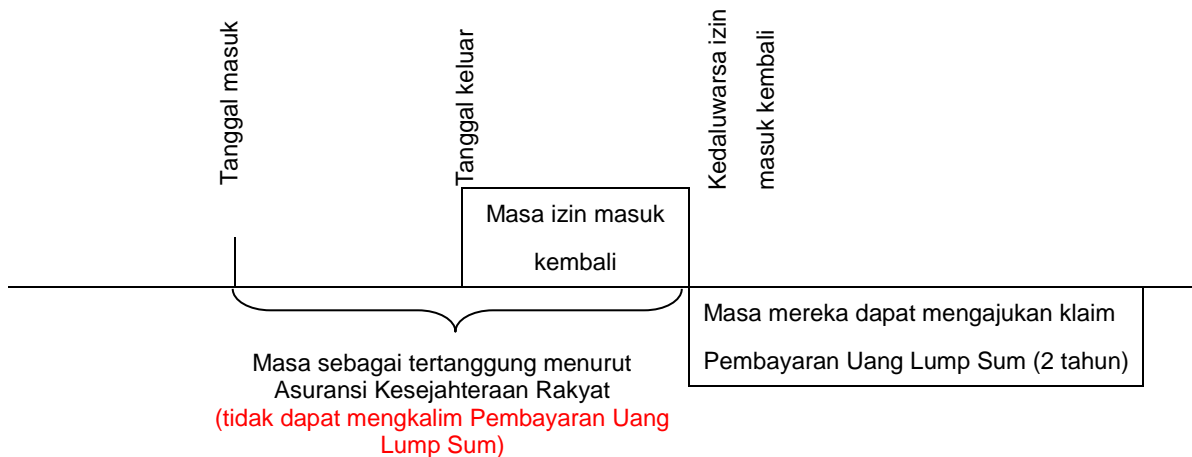 Tanggal masuk
Tanggal keluar
Kedaluwarsa izin
masuk kembali
Masa izin masuk
kembali
Masa mereka dapat mengajukan klaim
Pembayaran Uang Lump Sum (2 tahun)
Masa sebagai tertanggung menurut
Asuransi Kesejahteraan Rakyat
(tidak dapat mengkalim Pembayaran Uang
Lump Sum)